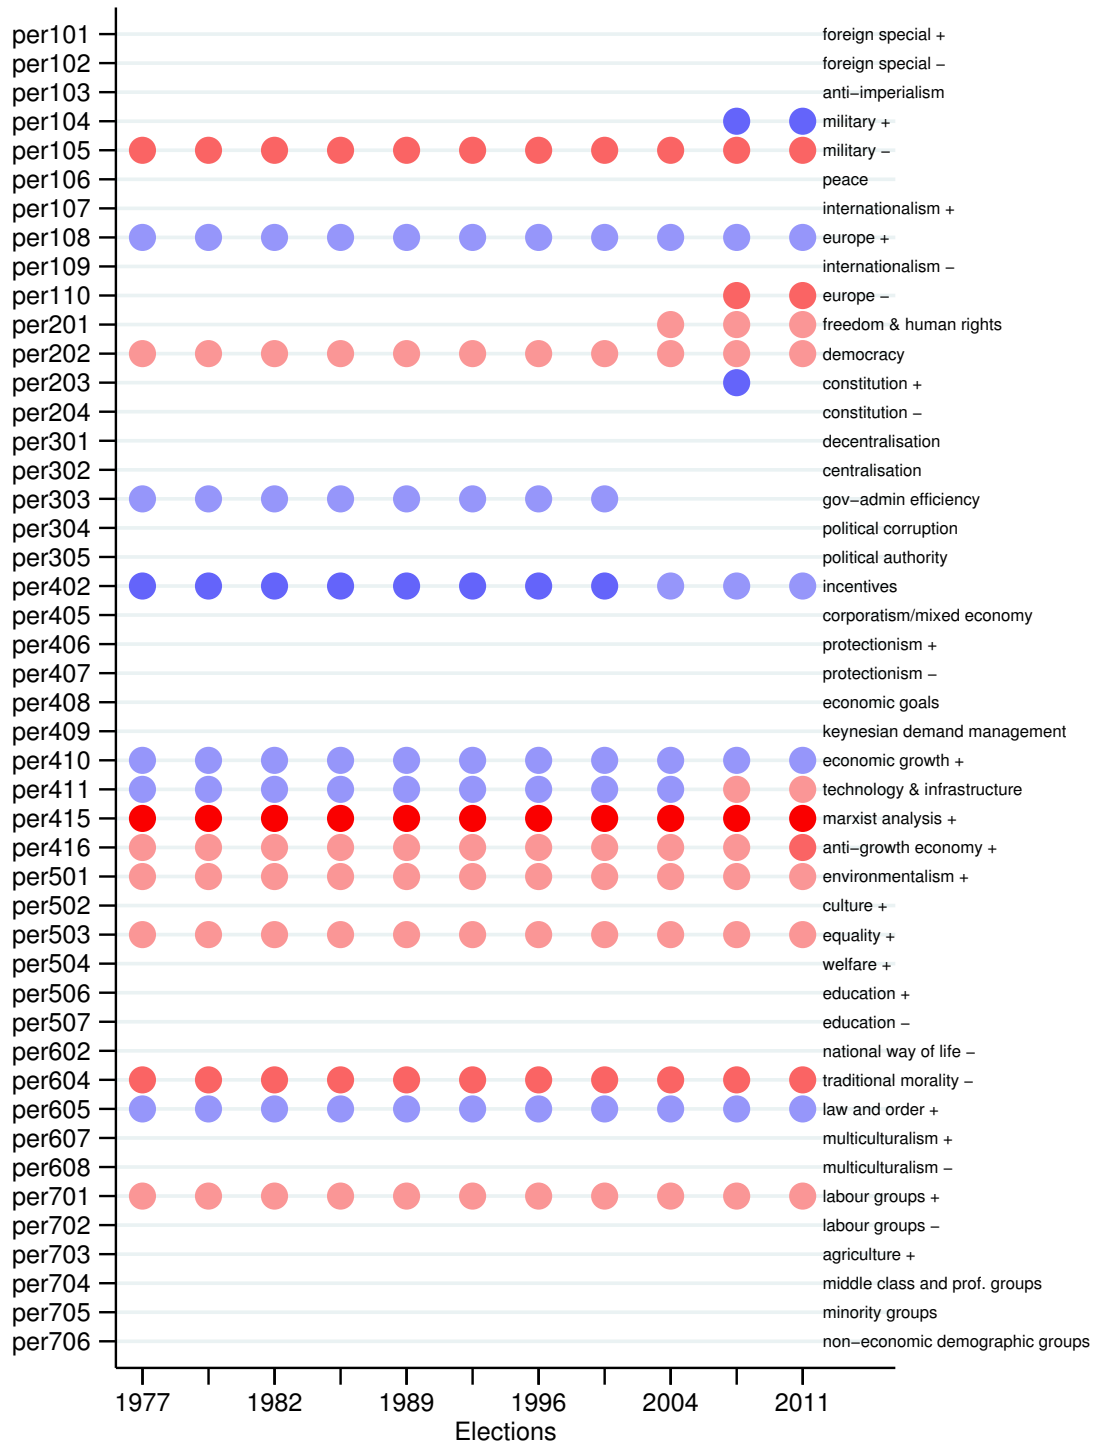 per101 foreign special +
per102 foreign special −
per103 anti−imperialism
per104 military +
per105 military −
per106 peace
per107 internationalism +
per108 europe +
per109 internationalism −
per110 europe −
per201 freedom & human rights
per202 democracy
per203 constitution +
per204 constitution −
per301 decentralisation
per302 centralisation
per303 gov−admin efficiency
per304 political corruption
per305 political authority
per402 incentives
per405 corporatism/mixed economy
per406 protectionism +
per407 protectionism −
per408 economic goals
per409 keynesian demand management
per410 economic growth +
per411 technology & infrastructure
per415 marxist analysis +
per416 anti−growth economy +
per501 environmentalism +
per502 culture +
per503 equality +
per504 welfare +
per506 education +
per507 education −
per602 national way of life −
per604 traditional morality −
per605 law and order +
per607 multiculturalism +
per608 multiculturalism −
per701 labour groups +
per702 labour groups −
per703 agriculture +
per704 middle class and prof. groups
per705 minority groups
per706 non−economic demographic groups
1977 1982 1989 1996 2004 2011
Elections